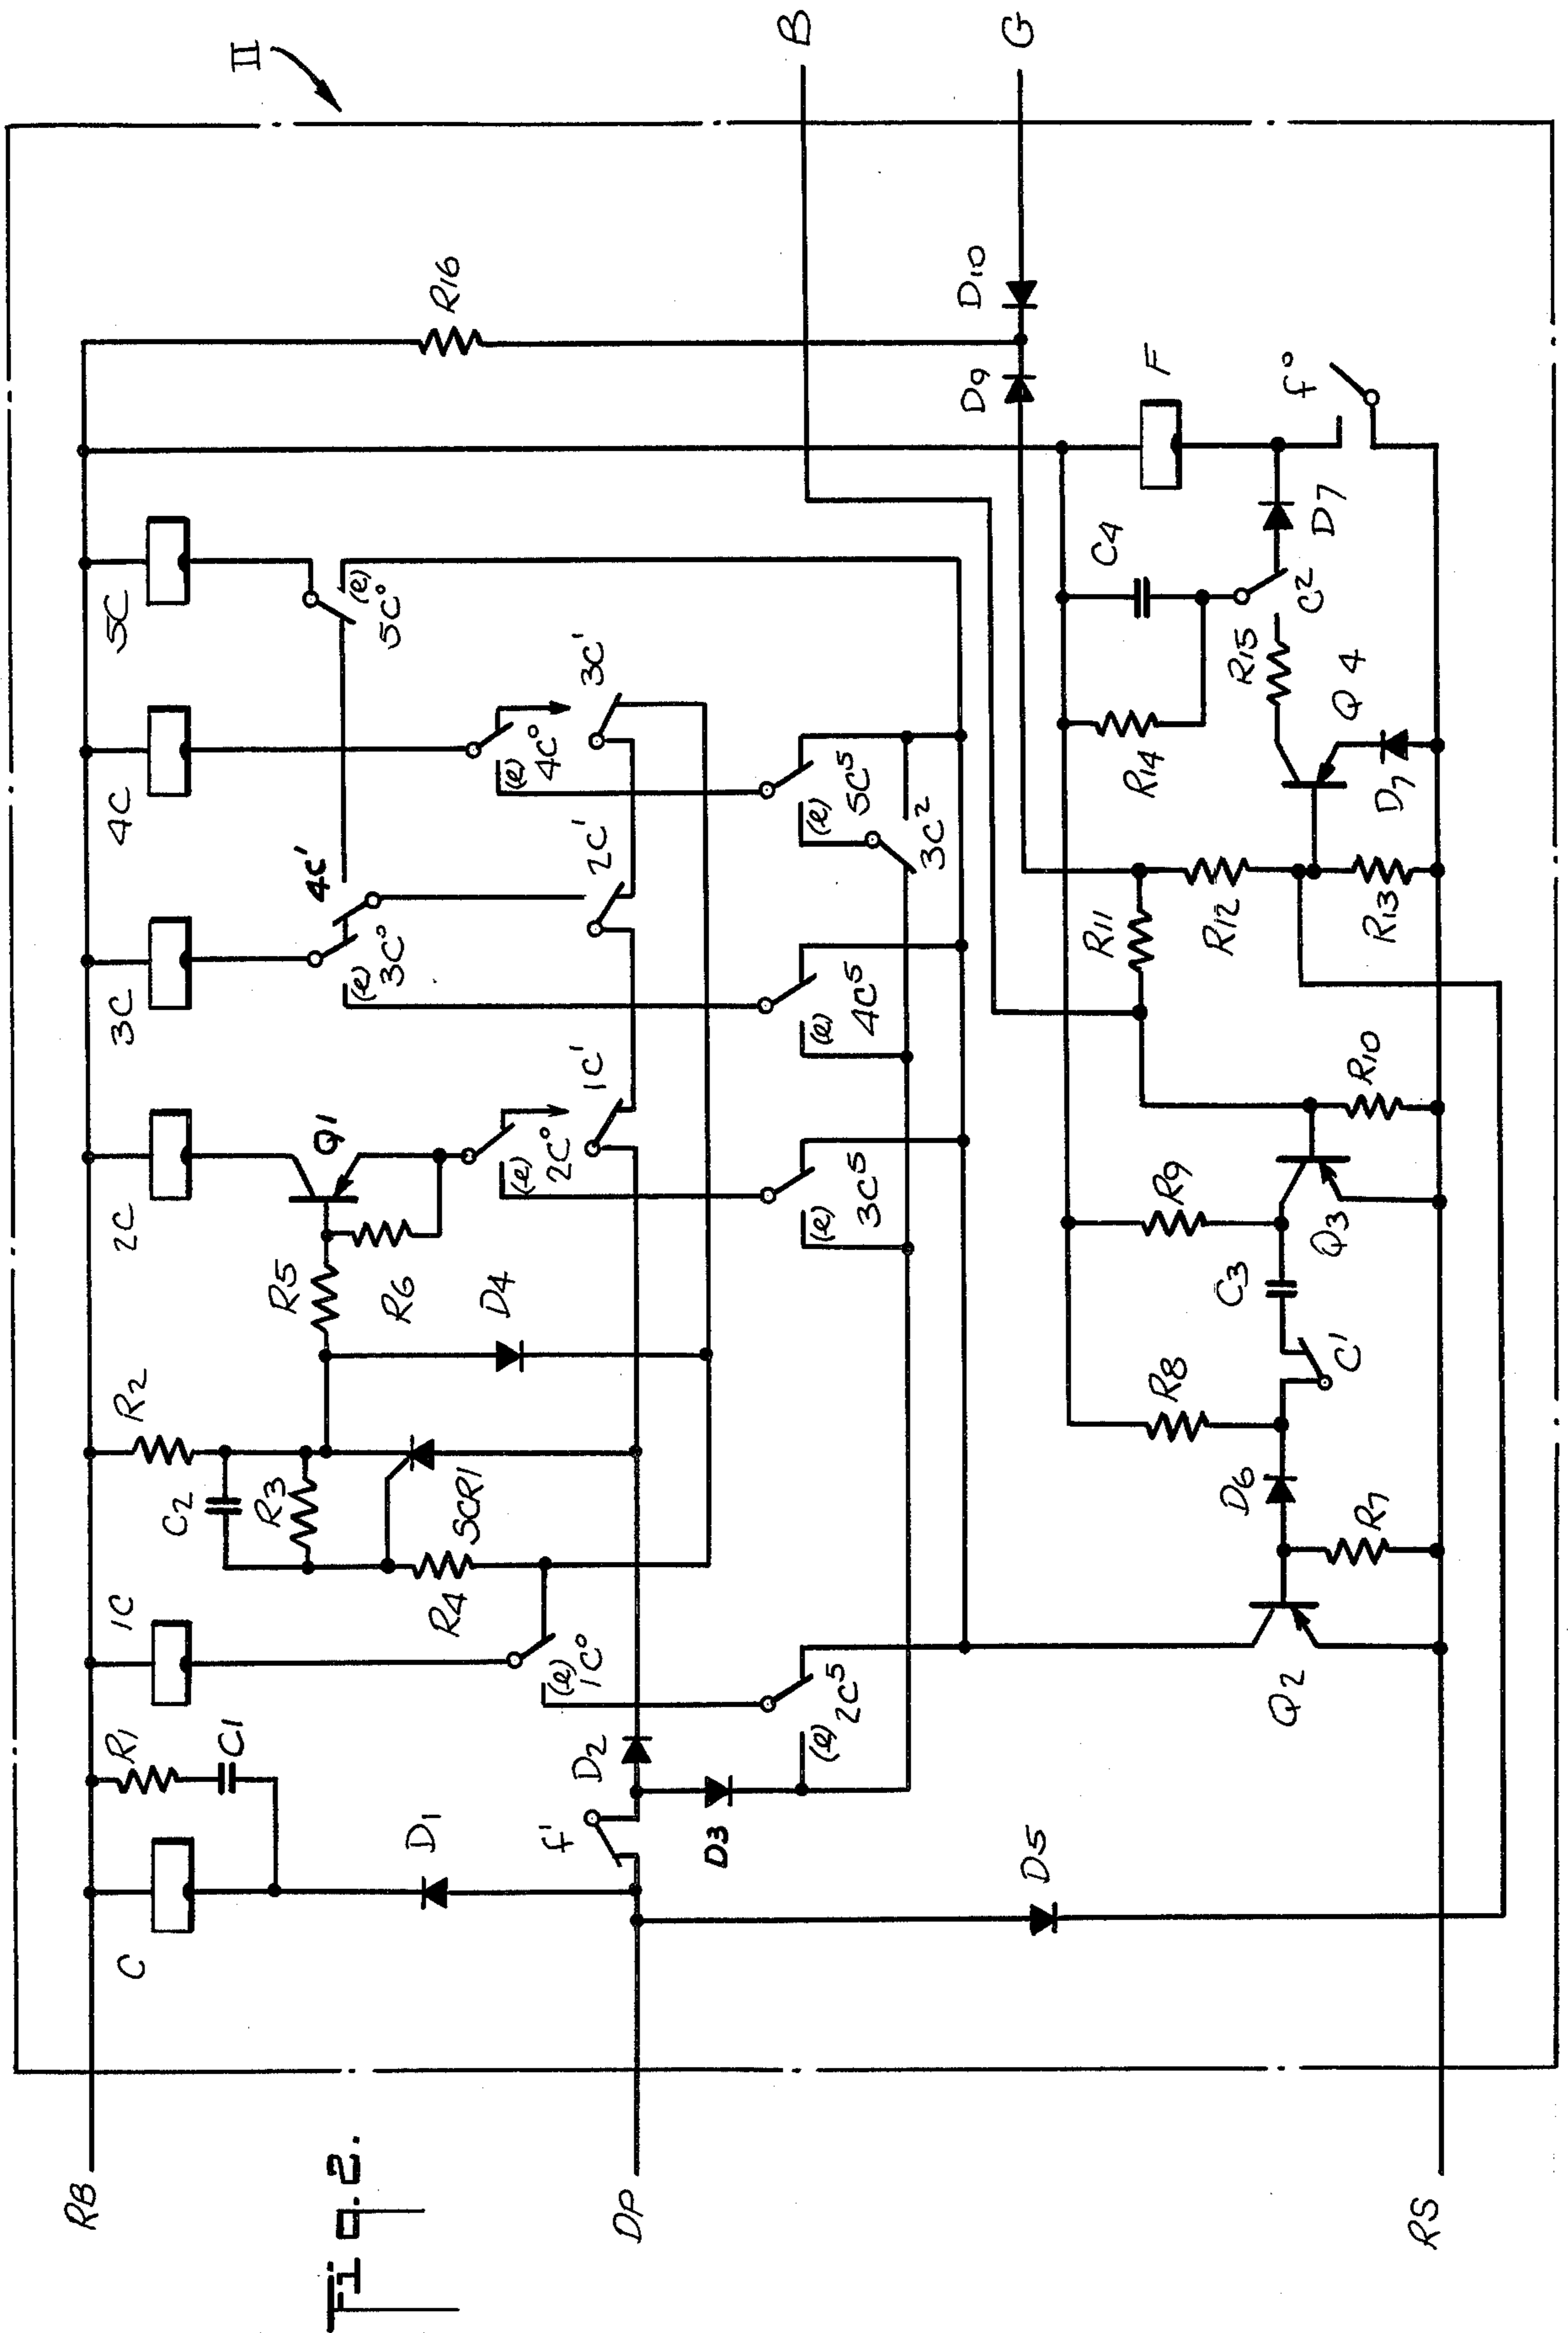 II
B
G
RB
DP
RS
Fig. 2.
C
R1
C1
1C
R2
2C
3C
4C
5C
D1
f'
D2
D3
D5
C2
R3
R4
SCR1
(e)
1C°
(e)
2C⁵
R5
R6
Q1
D4
(e)
2C°
1C'
(e)
3C⁵
(e)
3C°
4C'
2C'
(e)
4C⁵
(e)
4C°
3C'
(e)
5C⁵
3C²
(e)
5C°
R16
D9
D10
Q2
R7
D6
R8
C'
C3
R9
Q3
R10
R11
R12
R13
R14
C4
R15
Q4
D7
C²
D7
F
f°